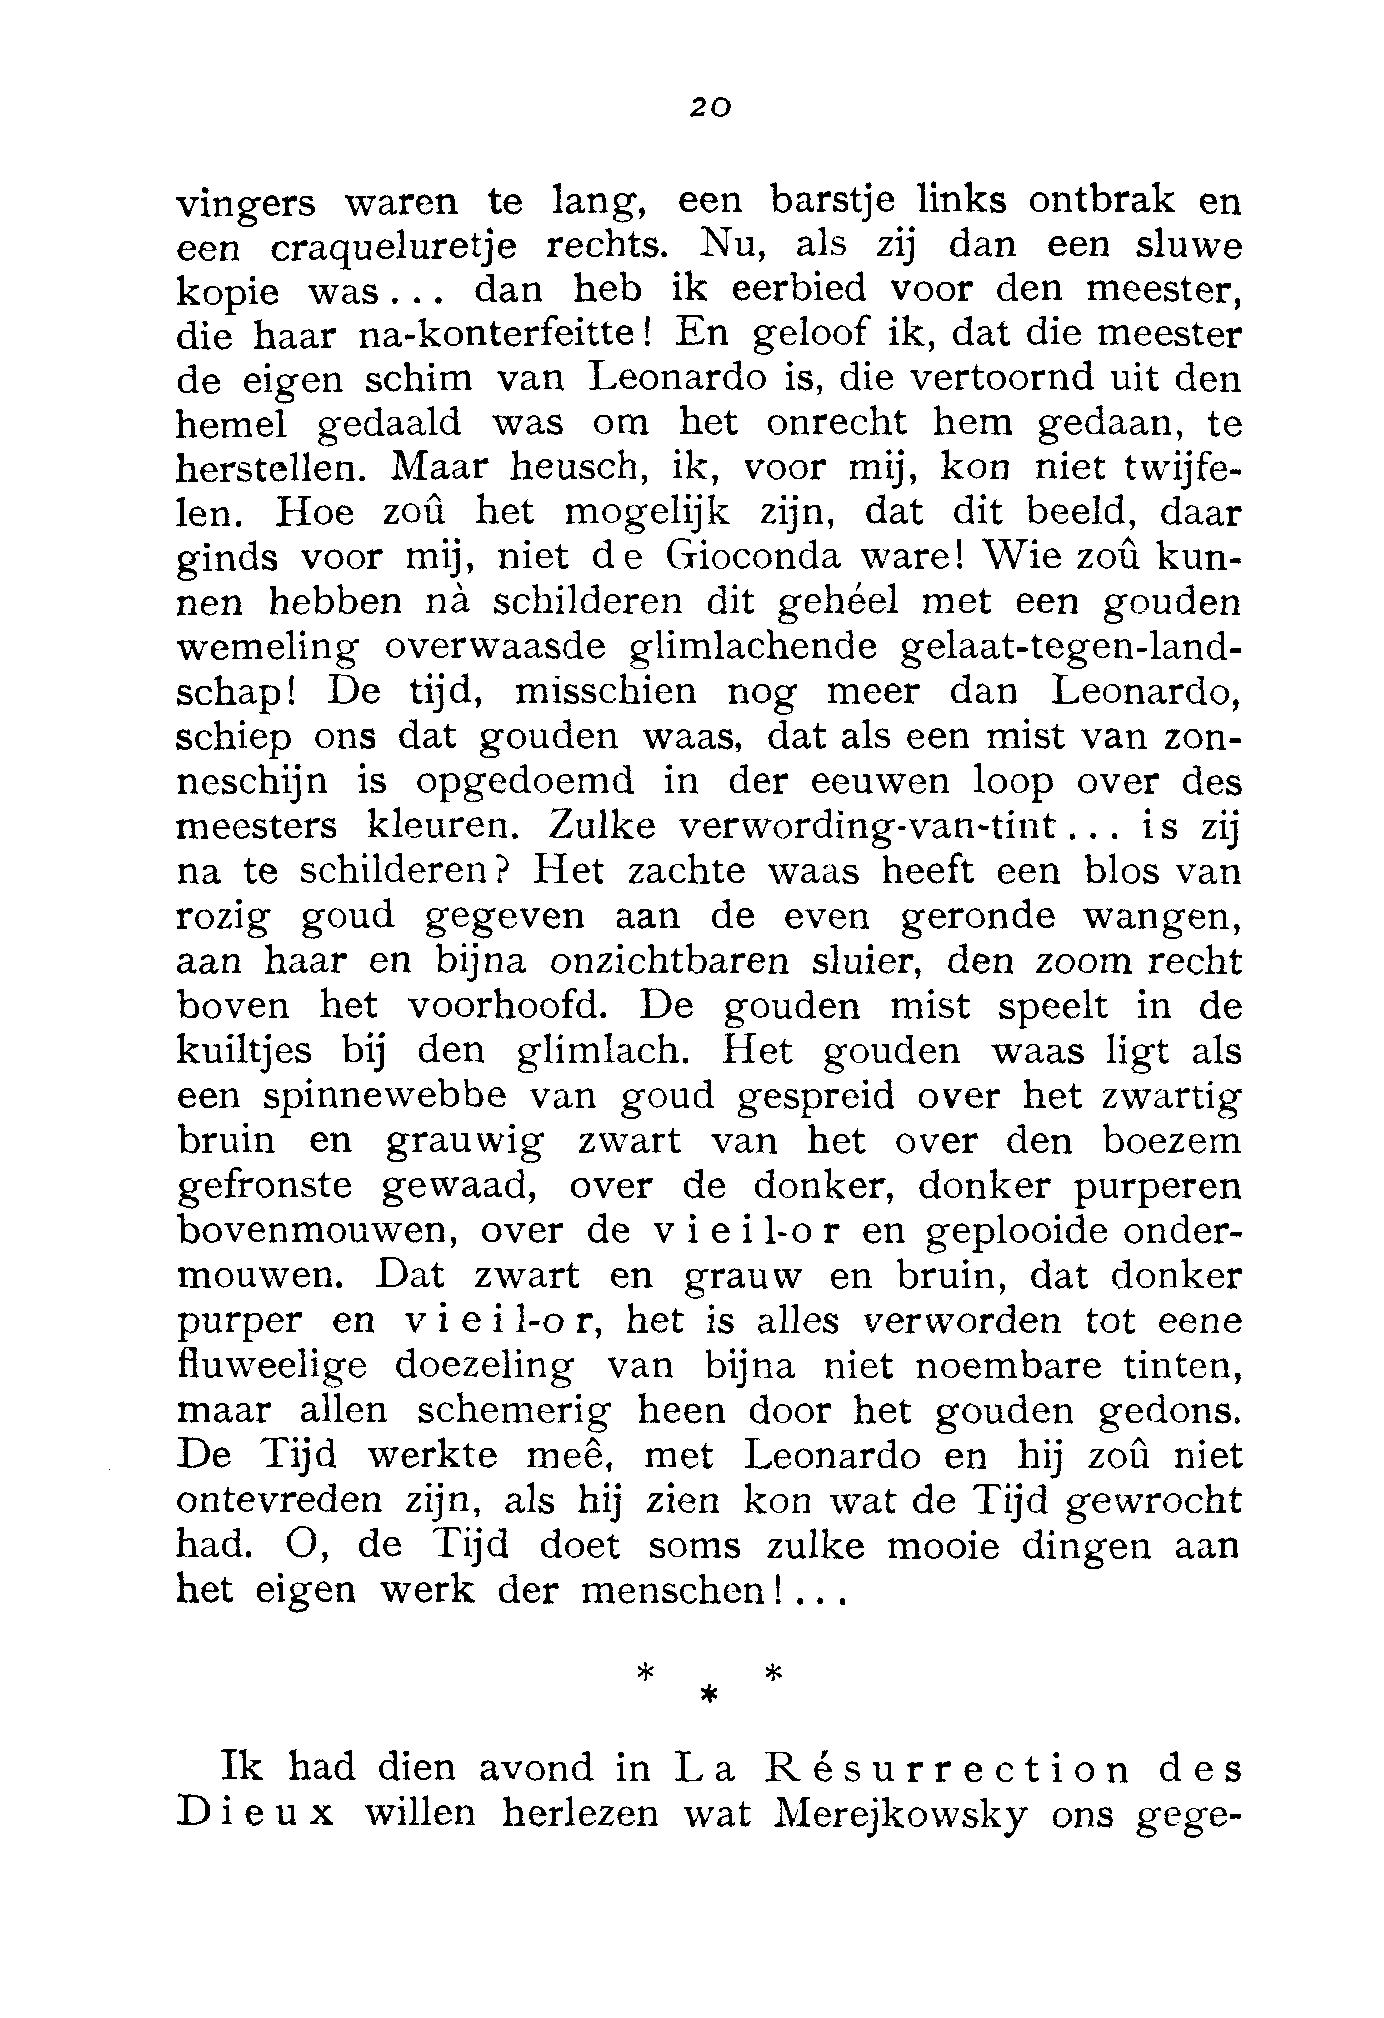 20
vingers waren te lang, een barstje links ontbrak en
een craqueluretje rechts. Nu, als zij dan een sluwe
kopie was... dan heb ik eerbied voor den meester,
die haar na-konterfeitte! En geloof ik, dat die meester
de eigen schim van Leonardo is, die vertoornd uit den
hemel gedaald was om het onrecht hem gedaan, te
herstellen. Maar heusch, ik, voor mij, kon niet twijfe-
len. Hoe zoû het mogelijk zijn, dat dit beeld, daar
ginds voor mij, niet de Gioconda ware! Wie zoû kun-
nen hebben nà schilderen dit gehéel met een gouden
wemeling overwaasde glimlachende gelaat-tegen-land-
schap! De tijd, misschien nog meer dan Leonardo,
schiep ons dat gouden waas, dat als een mist van zon-
neschijn is opgedoemd in der eeuwen loop over des
meesters kleuren. Zulke verwording-van-tint... is zij
na te schilderen? Het zachte waas heeft een blos van
rozig goud gegeven aan de even geronde wangen,
aan haar en bijna onzichtbaren sluier, den zoom recht
boven het voorhoofd. De gouden mist speelt in de
kuiltjes bij den glimlach. Het gouden waas ligt als
een spinnewebbe van goud gespreid over het zwartig
bruin en grauwig zwart van het over den boezem
gefronste gewaad, over de donker, donker purperen
bovenmouwen, over de vieil-or en geplooide onder-
mouwen. Dat zwart en grauw en bruin, dat donker
purper en vieil-or, het is alles verworden tot eene
fluweelige doezeling van bijna niet noembare tinten,
maar allen schemerig heen door het gouden gedons.
De Tijd werkte meê, met Leonardo en hij zoû niet
ontevreden zijn, als hij zien kon wat de Tijd gewrocht
had. O, de Tijd doet soms zulke mooie dingen aan
het eigen werk der menschen!...
* * *
Ik had dien avond in La Résurrection des
Dieux willen herlezen wat Merejkowsky ons gege-